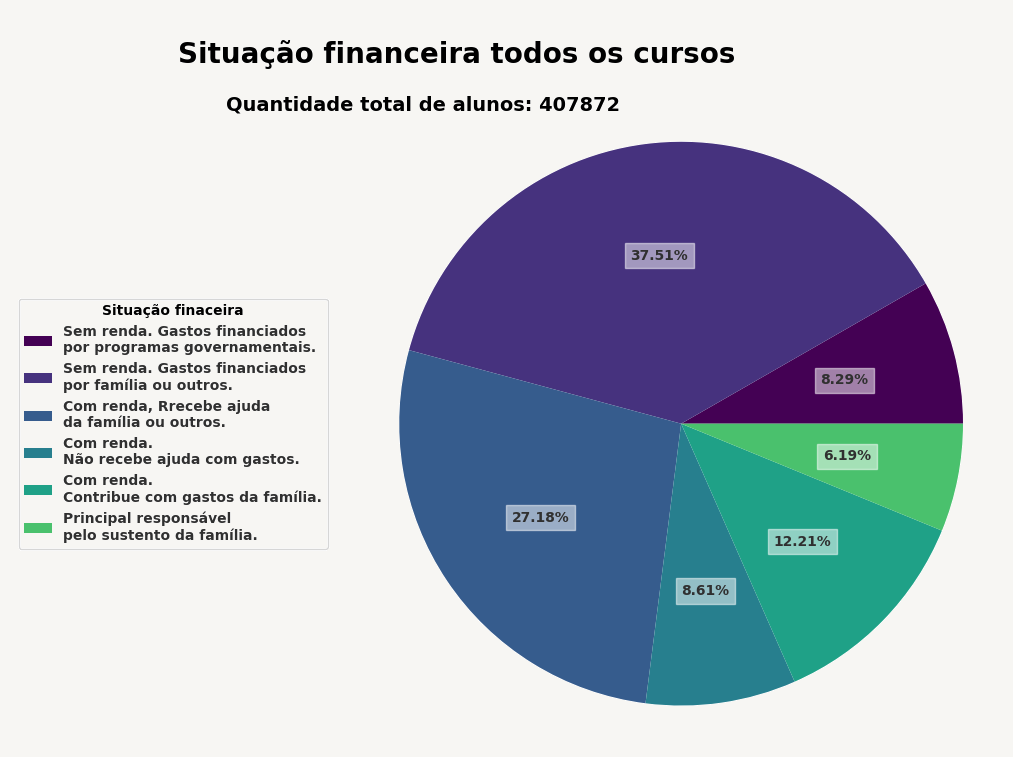 Situação financeira todos os cursos
Quantidade total de alunos: 407872
37.51%
8.29%
6.19%
12.21%
8.61%
27.18%
Situação finaceira
Sem renda. Gastos financiados
por programas governamentais.
Sem renda. Gastos financiados
por família ou outros.
Com renda, Rrecebe ajuda
da família ou outros.
Com renda.
Não recebe ajuda com gastos.
Com renda.
Contribue com gastos da família.
Principal responsável
pelo sustento da família.